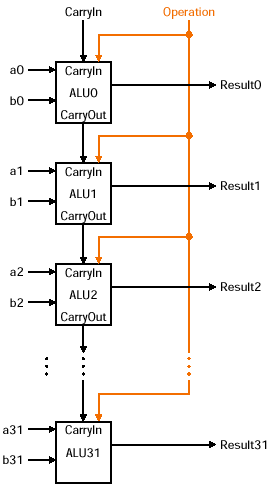 CarryIn Operation
a0 CarryIn
ALU0 Result0
b0
CarryOut
a1 CarryIn
ALU1 Result1
b1
CarryOut
a2 CarryIn
ALU2 Result2
b2
CarryOut
a31 CarryIn
ALU31 Result31
b31